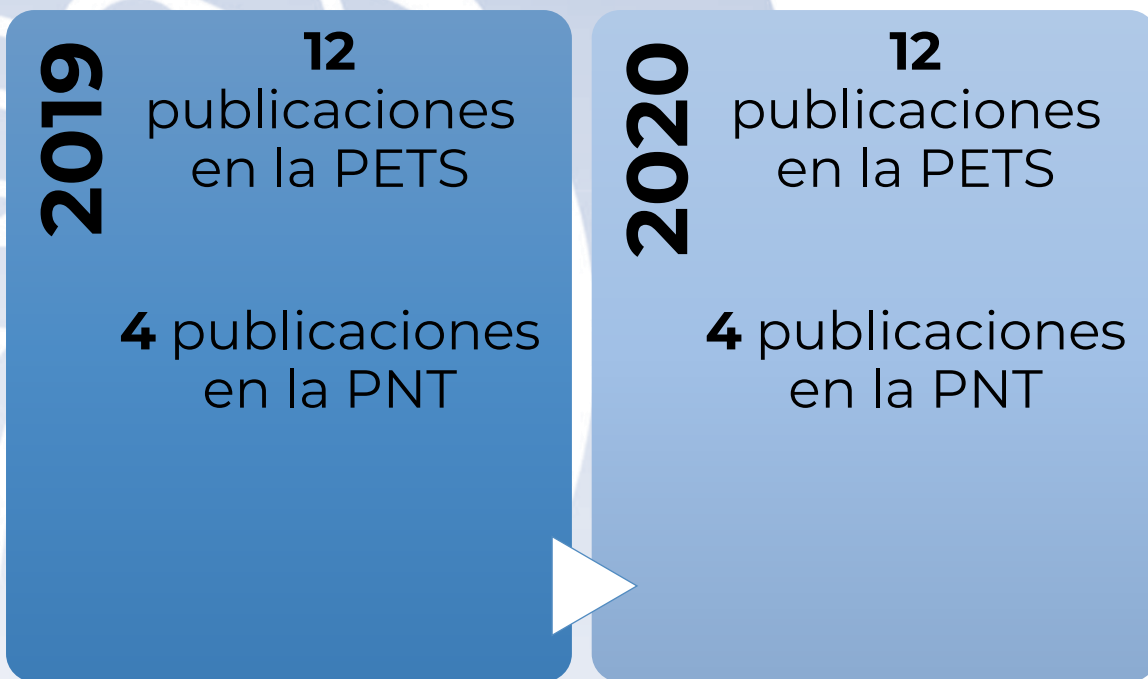 2019
12
publicaciones
en la PETS
4 publicaciones
en la PNT
2020
12
publicaciones
en la PETS
4 publicaciones
en la PNT